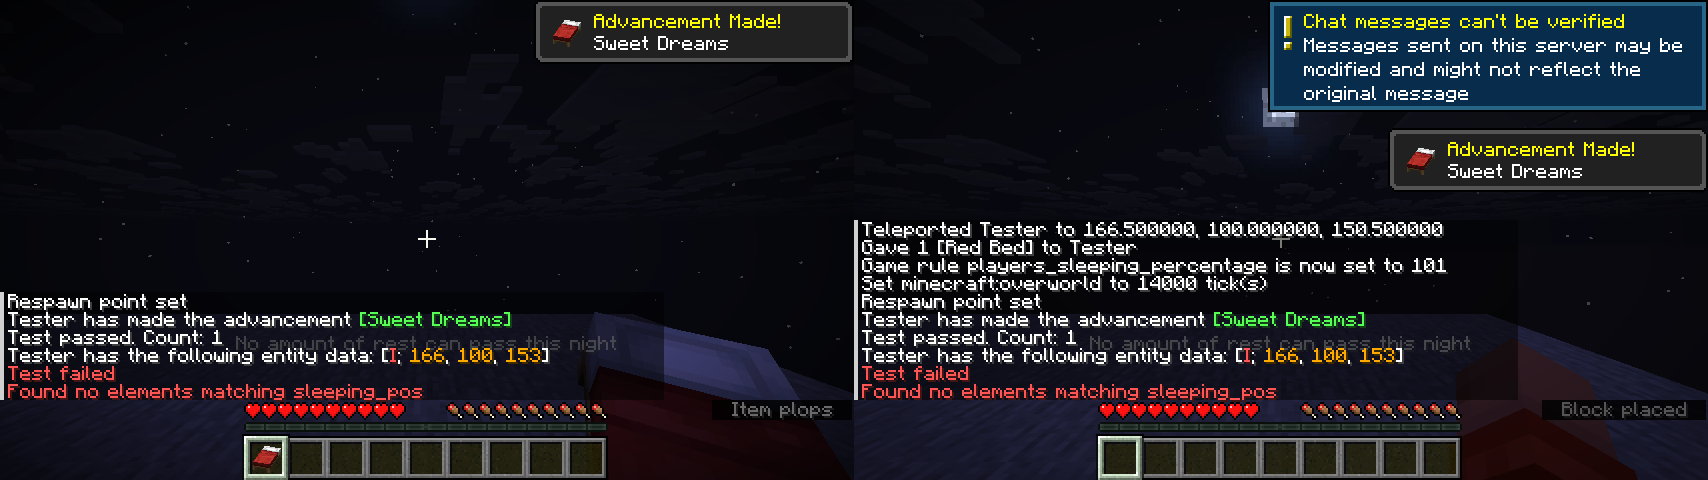 Advancement Made!
Sweet Dreams
Respawn point set
Tester has made the advancement [Sweet Dreams]
Test passed. Count: 1
No amount of rest can pass this night
Tester has the following entity data: [I; 166, 100, 153]
Test failed
Found no elements matching sleeping_pos
Item plops
Chat messages can't be verified
Messages sent on this server may be
modified and might not reflect the
original message
Advancement Made!
Sweet Dreams
Teleported Tester to 166.500000, 100.000000, 150.500000
Gave 1 [Red Bed] to Tester
Game rule players_sleeping_percentage is now set to 101
Set minecraft:overworld to 14000 tick(s)
Respawn point set
Tester has made the advancement [Sweet Dreams]
Test passed. Count: 1
No amount of rest can pass this night
Tester has the following entity data: [I; 166, 100, 153]
Test failed
Found no elements matching sleeping_pos
Block placed